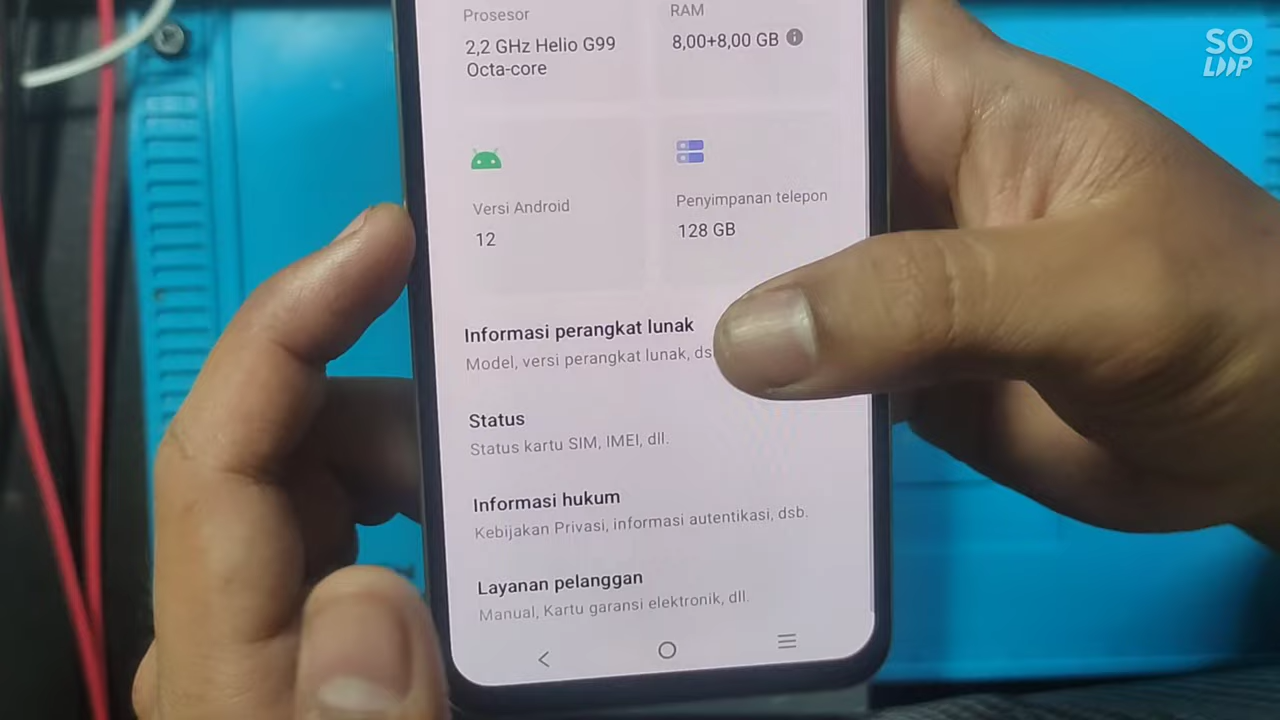 Prosesor
2,2 GHz Helio G99
Octa-core
RAM
8,00+8,00 GB
Versi Android
12
Penyimpanan telepon
128 GB
Informasi perangkat lunak
Model, versi perangkat lunak, ds
Status
Status kartu SIM, IMEI, dll.
Informasi hukum
Kebijakan Privasi, informasi autentikasi, dsb.
Layanan pelanggan
Manual, Kartu garansi elektronik, dll.
SO
LOOP